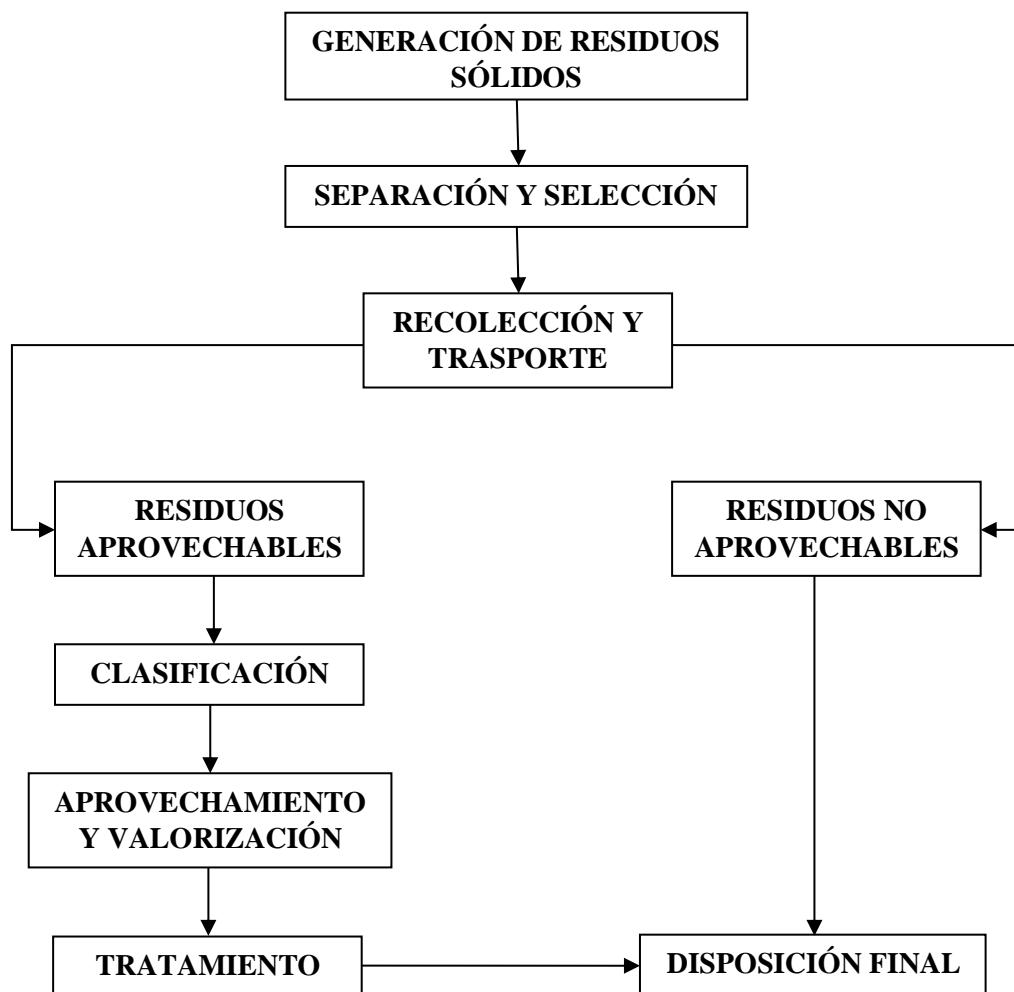 GENERACIÓN DE RESIDUOS
SÓLIDOS
SEPARACIÓN Y SELECCIÓN
RECOLECCIÓN Y
TRASPORTE
RESIDUOS
APROVECHABLES
RESIDUOS NO
APROVECHABLES
CLASIFICACIÓN
APROVECHAMIENTO
Y VALORIZACIÓN
TRATAMIENTO
DISPOSICIÓN FINAL